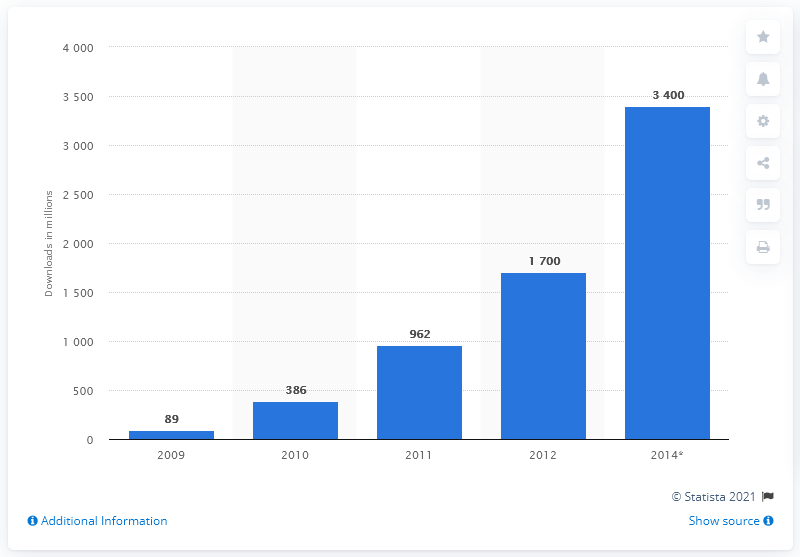 4 000
3 500
3 000
2 500
2 000
1 500
1 000
500
0
Downloads in millions
89
386
962
1 700
3 400
2009 2010 2011 2012 2014*
© Statista 2021
Additional Information
Show source